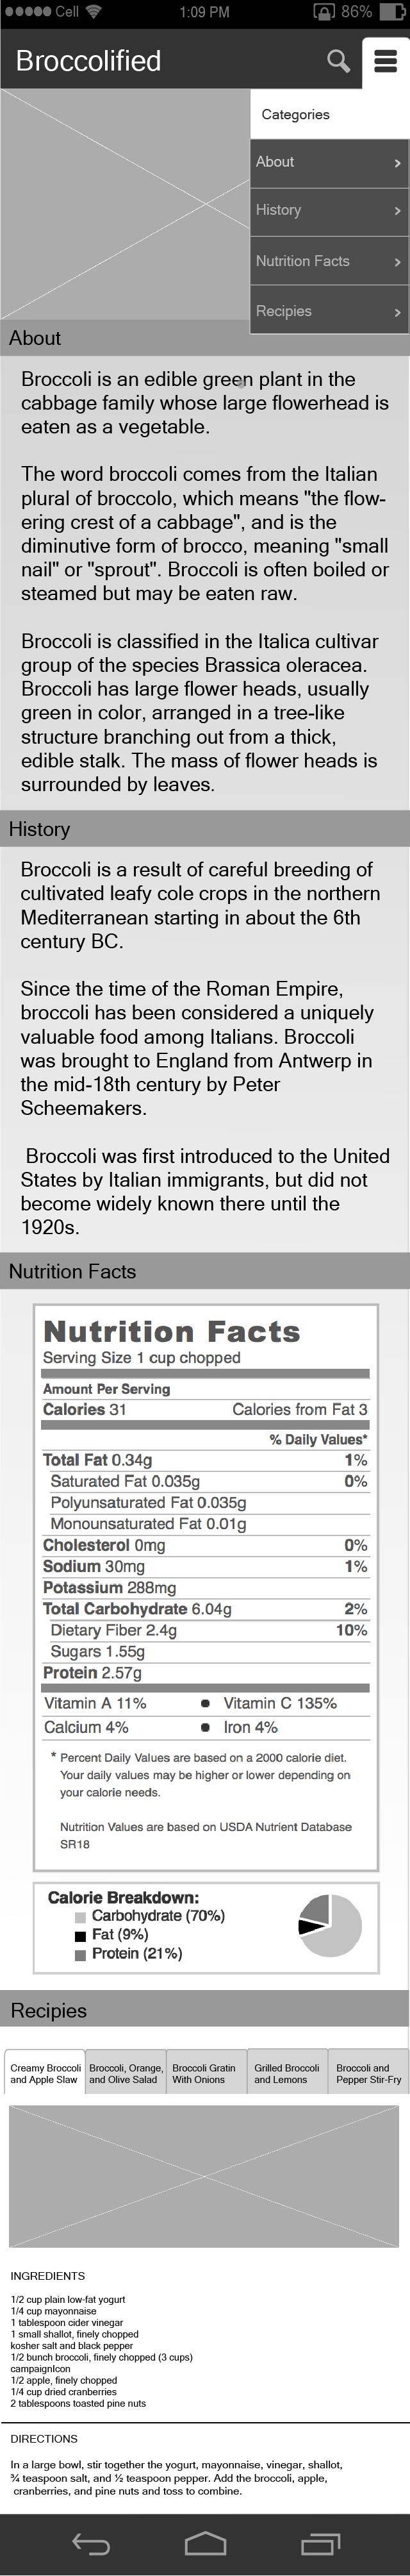 Cell 1:09 PM 86%
Broccolified
Categories
About
History
Nutrition Facts
Recipies
About
Broccoli is an edible green plant in the
cabbage family whose large flowerhead is
eaten as a vegetable.
The word broccoli comes from the Italian
plural of broccolo, which means "the flow-
ering crest of a cabbage", and is the
diminutive form of brocco, meaning "small
nail" or "sprout". Broccoli is often boiled or
steamed but may be eaten raw.
Broccoli is classified in the Italica cultivar
group of the species Brassica oleracea.
Broccoli has large flower heads, usually
green in color, arranged in a tree-like
structure branching out from a thick,
edible stalk. The mass of flower heads is
surrounded by leaves.
History
Broccoli is a result of careful breeding of
cultivated leafy cole crops in the northern
Mediterranean starting in about the 6th
century BC.
Since the time of the Roman Empire,
broccoli has been considered a uniquely
valuable food among Italians. Broccoli
was brought to England from Antwerp in
the mid-18th century by Peter
Scheemakers.
Broccoli was first introduced to the United
States by Italian immigrants, but did not
become widely known there until the
1920s.
Nutrition Facts
Nutrition Facts
Serving Size 1 cup chopped
Amount Per Serving
Calories 31 Calories from Fat 3
% Daily Values*
Total Fat 0.34g 1%
Saturated Fat 0.035g 0%
Polyunsaturated Fat 0.035g
Monounsaturated Fat 0.01g
Cholesterol 0mg 0%
Sodium 30mg 1%
Potassium 288mg
Total Carbohydrate 6.04g 2%
Dietary Fiber 2.4g 10%
Sugars 1.55g
Protein 2.57g
Vitamin A 11% • Vitamin C 135%
Calcium 4% • Iron 4%
* Percent Daily Values are based on a 2000 calorie diet.
Your daily values may be higher or lower depending on
your calorie needs.
Nutrition Values are based on USDA Nutrient Database
SR18
Calorie Breakdown:
Carbohydrate (70%)
Fat (9%)
Protein (21%)
Recipies
Creamy Broccoli
and Apple Slaw
Broccoli, Orange,
and Olive Salad
Broccoli Gratin
With Onions
Grilled Broccoli
and Lemons
Broccoli and
Pepper Stir-Fry
INGREDIENTS
1/2 cup plain low-fat yogurt
1/4 cup mayonnaise
1 tablespoon cider vinegar
1 small shallot, finely chopped
kosher salt and black pepper
1/2 bunch broccoli, finely chopped (3 cups)
campaignIcon
1/2 apple, finely chopped
1/4 cup dried cranberries
2 tablespoons toasted pine nuts
DIRECTIONS
In a large bowl, stir together the yogurt, mayonnaise, vinegar, shallot,
¾ teaspoon salt, and ½ teaspoon pepper. Add the broccoli, apple,
cranberries, and pine nuts and toss to combine.